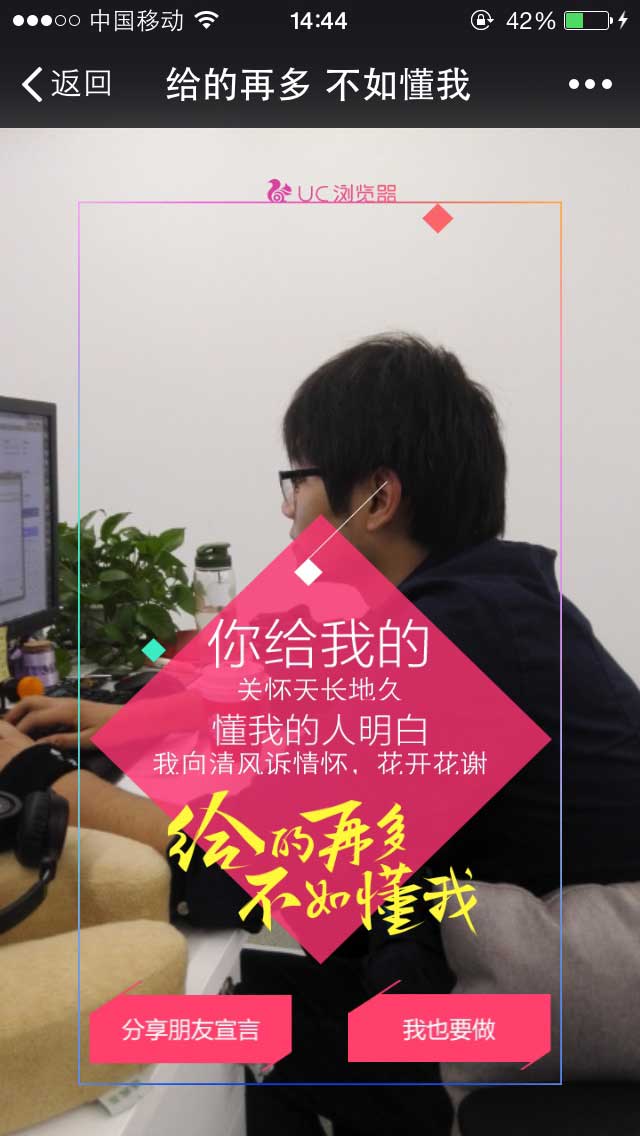 中国移动 14:44 42%
返回 给的再多 不如懂我
UC浏览器
你给我的
关怀天长地久
懂我的人明白
我向清风诉情怀，花开花谢
给的再多
不如懂我
分享朋友宣言 我也要做